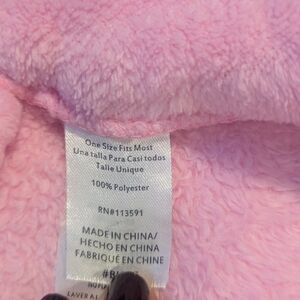 One Size Fits Most
Una talla Para Casi todos
Taille Unique
100% Polyester
RN#113591
MADE IN CHINA/
HECHO EN CHINA
FABRIQUÉ EN CHINE